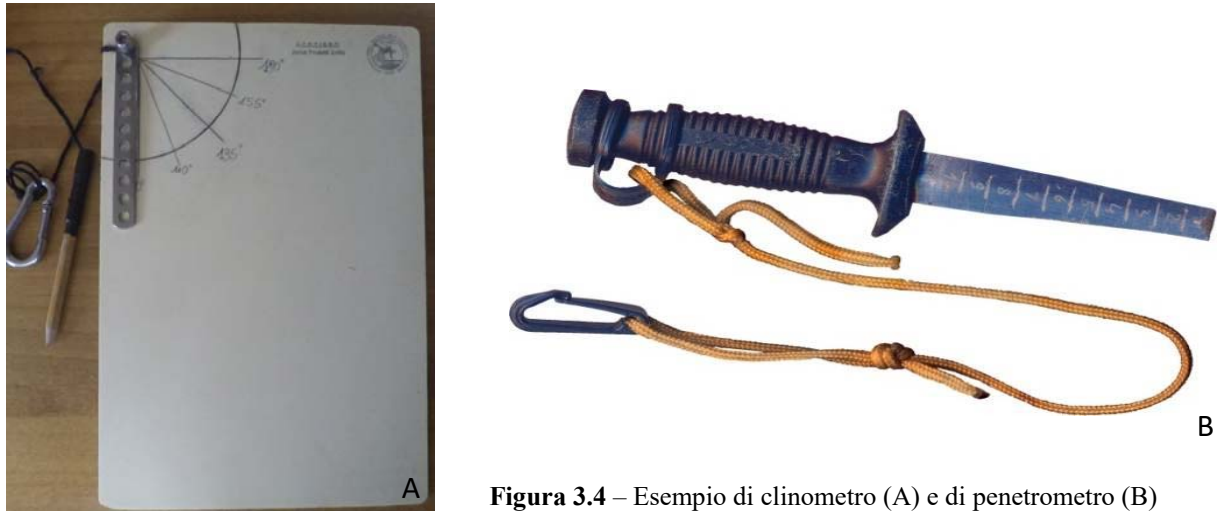 180°
155°
135°
110°
A
B
Figura 3.4 – Esempio di clinometro (A) e di penetrometro (B)